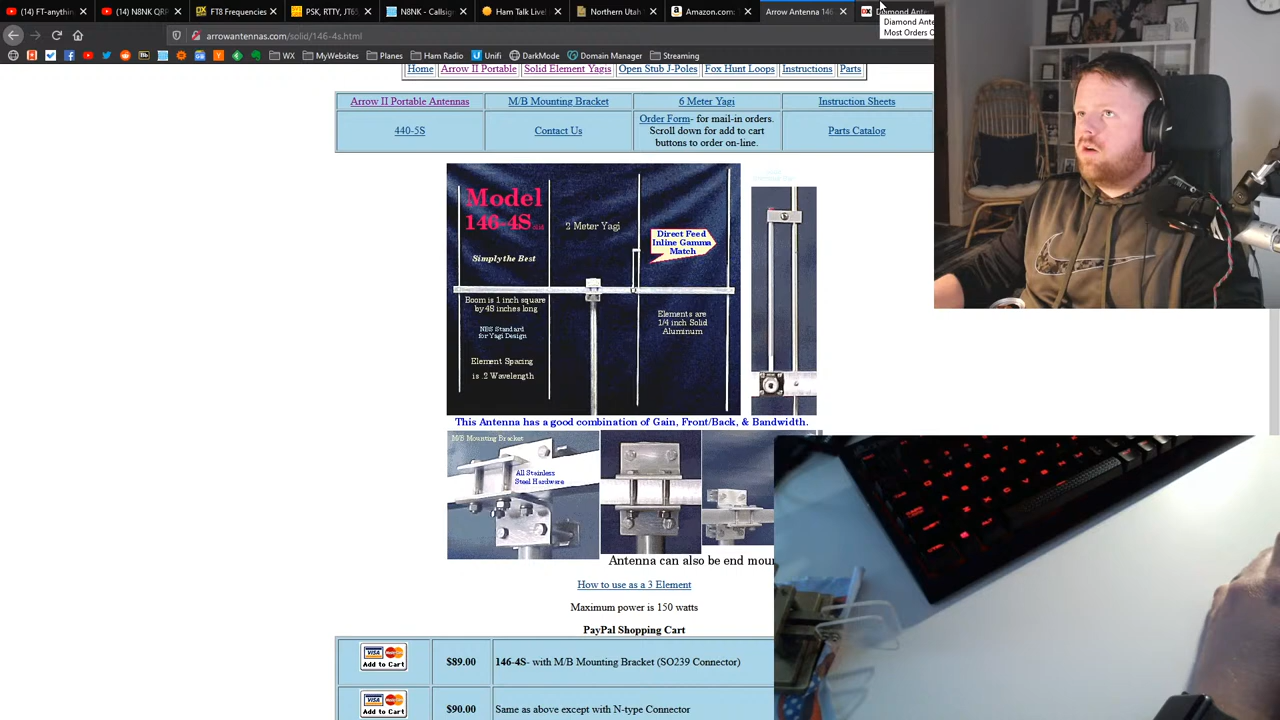 (14) FT-anythin
(14) N8NK QRP
FT8 Frequencies
PSK, RTTY, JT65
N8NK - Callsig
Ham Talk Live!
Northern Utah
Amazon.com:
Arrow Antenna 146
Diamond Ante
Diamond Ante
Most Orders O
arrowantennas.com/solid/146-4s.html
WX
MyWebsites
Planes
Ham Radio
Unifi
DarkMode
Domain Manager
Streaming
Home
Arrow II Portable
Solid Element Yagis
Open Stub J-Poles
Fox Hunt Loops
Instructions
Parts
Arrow II Portable Antennas
M/B Mounting Bracket
6 Meter Yagi
Instruction Sheets
440-5S
Contact Us
Order Form- for mail-in orders.
Scroll down for add to cart
buttons to order on-line.
Parts Catalog
Model
146-4S
2 Meter Yagi
Direct Feed
Inline Gamma
Match
Simply the Best
Boom is 1 inch square
by 48 inches long
NBS Standard
for Yagi Design
Element Spacing
is .2 Wavelength
Elements are
1/4 inch Solid
Aluminum
This Antenna has a good combination of Gain, Front/Back, & Bandwidth.
M/B Mounting Bracket
All Stainless
Steel Hardware
Antenna can also be end moun
How to use as a 3 Element
Maximum power is 150 watts
PayPal Shopping Cart
VISA
Add to Cart
$89.00
146-4S- with M/B Mounting Bracket (SO239 Connector)
VISA
Add to Cart
$90.00
Same as above except with N-type Connector